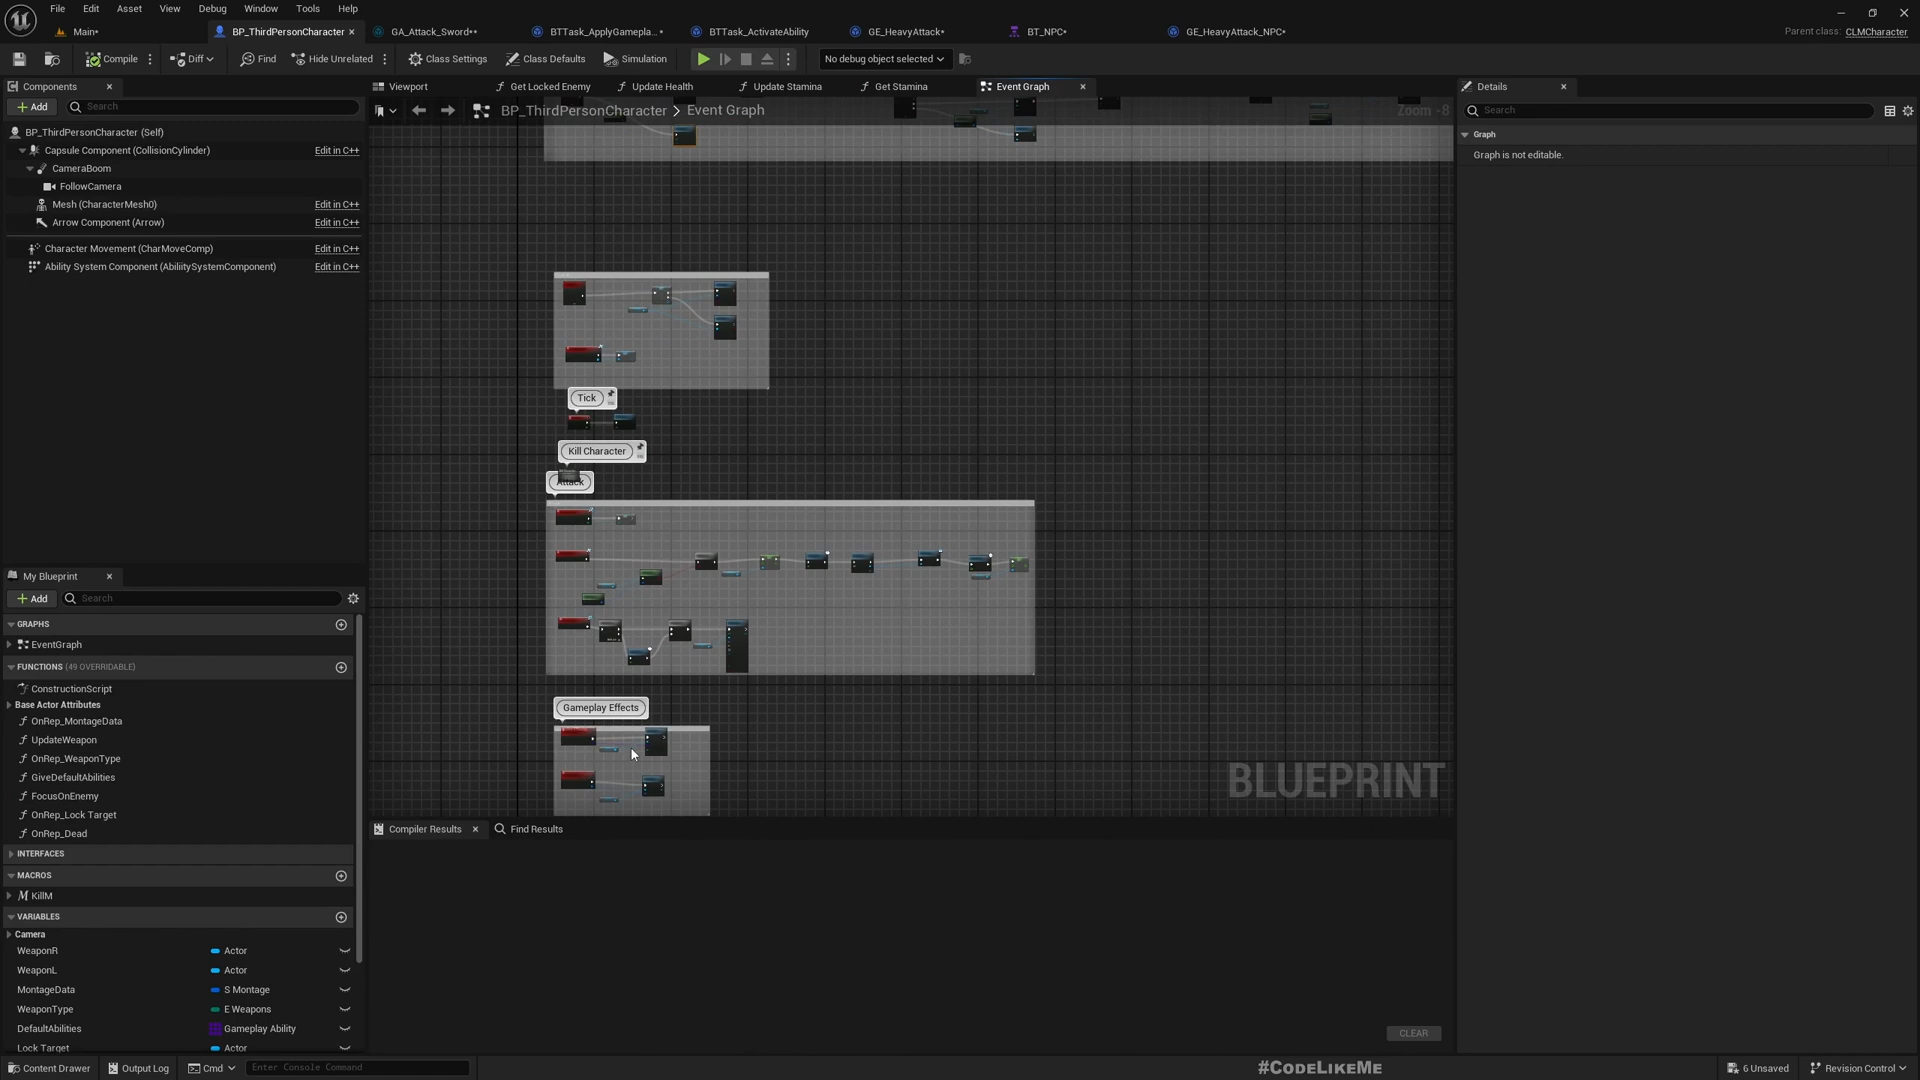 File Edit Asset View Debug Window Tools Help
Main*
BP_ThirdPersonCharacter
GA_Attack_Sword**
BTTask_ApplyGamepla..*
BTTask_ActivateAbility
GE_HeavyAttack*
BT_NPC*
GE_HeavyAttack_NPC*
Parent class: CLMCharacter
Compile
Diff
Find
Hide Unrelated
Class Settings
Class Defaults
Simulation
No debug object selected
Components
Add
Search
BP_ThirdPersonCharacter (Self)
Capsule Component (CollisionCylinder) Edit in C++
CameraBoom
FollowCamera
Mesh (CharacterMesh0) Edit in C++
Arrow Component (Arrow) Edit in C++
Character Movement (CharMoveComp) Edit in C++
Ability System Component (AbiliitySystemComponent) Edit in C++
My Blueprint
Add
Search
GRAPHS
EventGraph
FUNCTIONS (49 OVERRIDABLE)
ConstructionScript
Base Actor Attributes
OnRep_MontageData
UpdateWeapon
OnRep_WeaponType
GiveDefaultAbilities
FocusOnEnemy
OnRep_Lock Target
OnRep_Dead
INTERFACES
MACROS
KillM
VARIABLES
Camera
WeaponR Actor
WeaponL Actor
MontageData S Montage
WeaponType E Weapons
DefaultAbilities Gameplay Ability
Lock Target Actor
Viewport
Get Locked Enemy
Update Health
Update Stamina
Get Stamina
Event Graph
BP_ThirdPersonCharacter > Event Graph
Zoom -8
Tick
Kill Character
Attack
Gameplay Effects
BLUEPRINT
Compiler Results
Find Results
CLEAR
Details
Search
Graph
Graph is not editable.
Content Drawer
Output Log
Cmd
Enter Console Command
#CODELIKEME
6 Unsaved
Revision Control